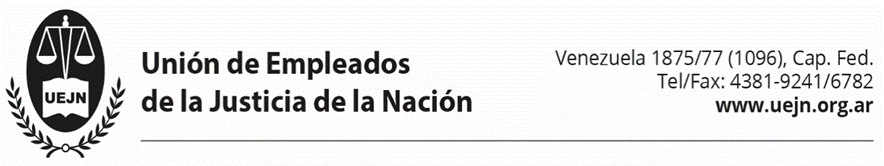 UEJN
Unión de Empleados
de la Justicia de la Nación
Venezuela 1875/77 (1096), Cap. Fed.
Tel/Fax: 4381-9241/6782
www.uejn.org.ar